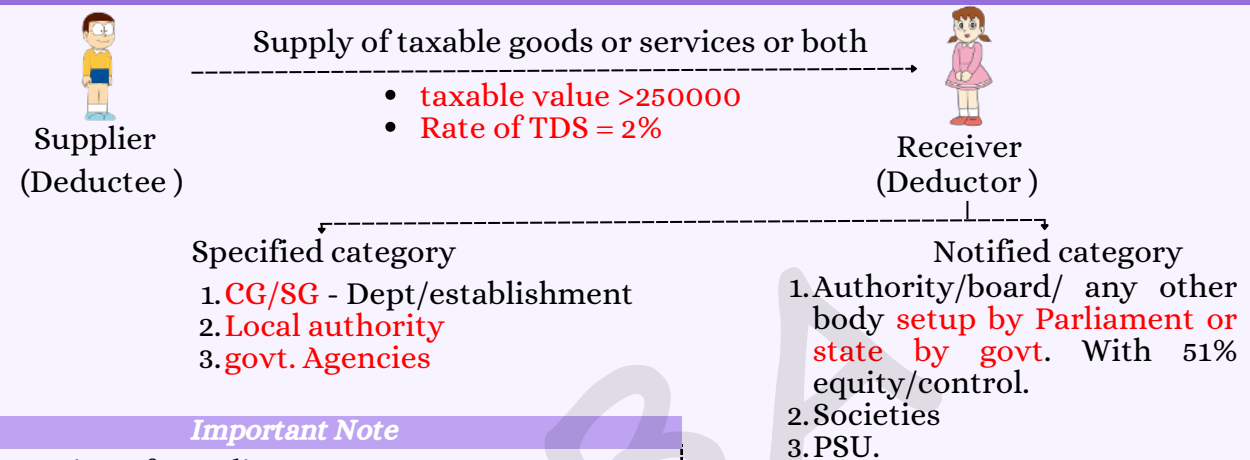 Supply of taxable goods or services or both
• taxable value >250000
• Rate of TDS = 2%
Supplier
(Deductee )
Receiver
(Deductor )
Specified category
1. CG/SG - Dept/establishment
2. Local authority
3. govt. Agencies
Notified category
1. Authority/board/ any other
body setup by Parliament or
state by govt. With 51%
equity/control.
2. Societies
3. PSU.
Important Note